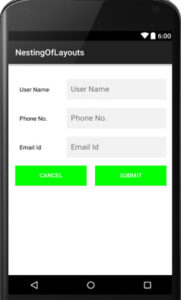 6:00
NestingOfLayouts
User Name User Name
Phone No. Phone No.
Email Id Email Id
CANCEL SUBMIT